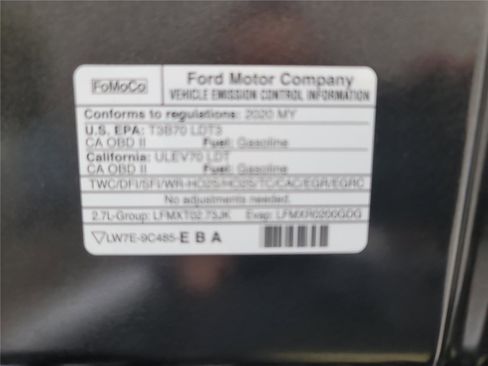 FoMoCo
Ford Motor Company
VEHICLE EMISSION CONTROL INFORMATION
Conforms to regulations: 2020 MY
U.S. EPA: T3B70 LDT3
CA OBD II Fuel: Gasoline
California: ULEV70 LDT
CA OBD II Fuel: Gasoline
TWC/DFI/SFI/WR-HO2S/HO2S/TC/CAC/EGR/EGRC
No adjustments needed.
2.7L-Group: LFMXT02.73JK Evap:
LW7E-9C485-E B A